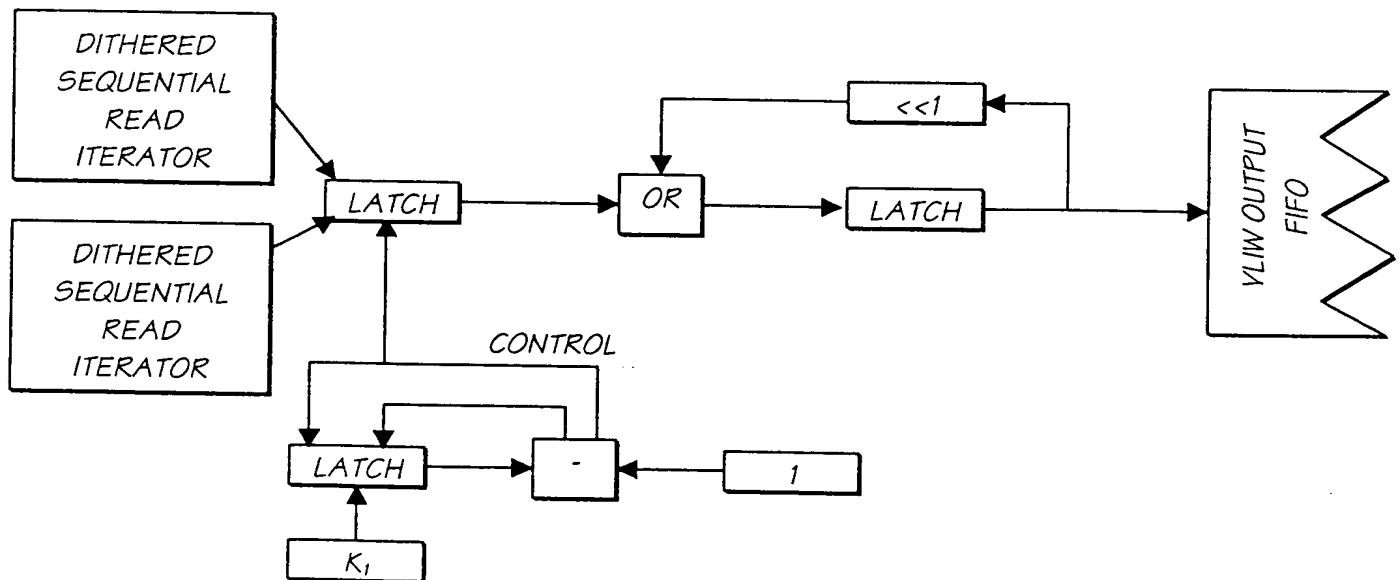 DITHERED
SEQUENTIAL
READ
ITERATOR
<<1
LATCH
OR
LATCH
VLIW OUTPUT
FIFO
DITHERED
SEQUENTIAL
READ
ITERATOR
CONTROL
LATCH
-
1
K₁